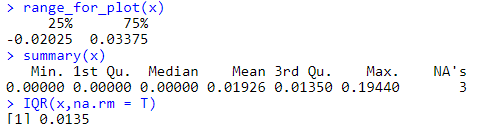 > range_for_plot(x)
25% 75%
-0.02025 0.03375
> summary(x)
Min. 1st Qu. Median Mean 3rd Qu. Max. NA's
0.00000 0.00000 0.00000 0.01926 0.01350 0.19440 3
> IQR(x,na.rm = T)
[1] 0.0135